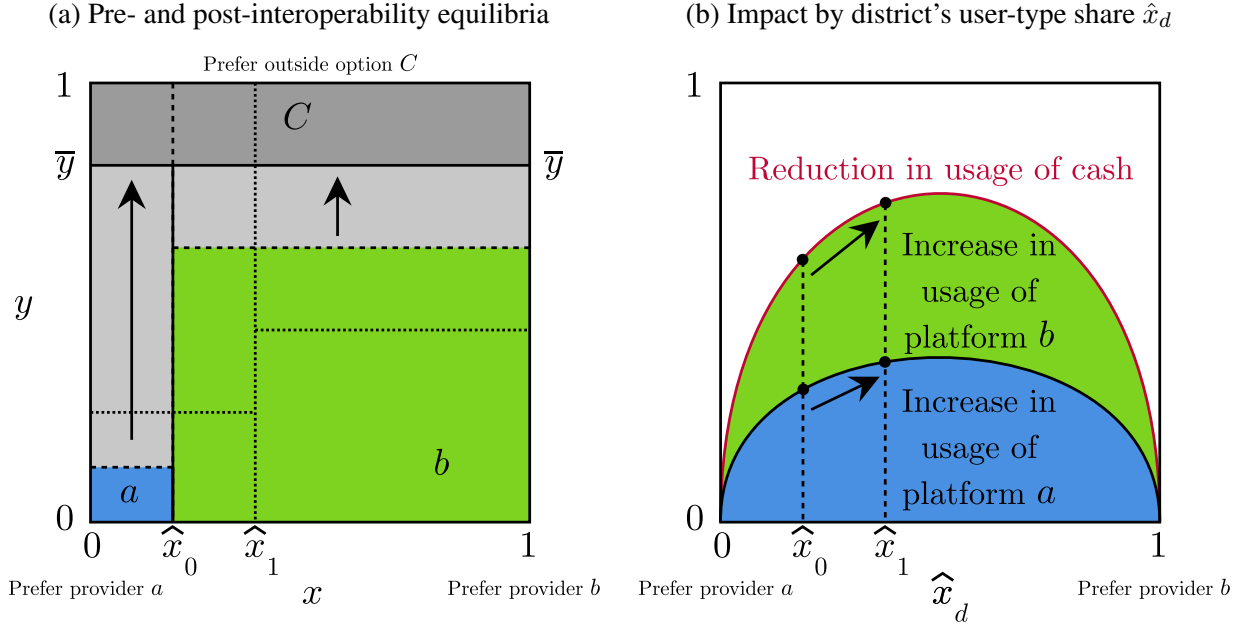 (a) Pre- and post-interoperability equilibria
Prefer outside option C
1
C
y̅
y̅
y
b
a
0
0
x̂₀
x̂₁
1
Prefer provider a
x
Prefer provider b
(b) Impact by district's user-type share x̂_d
1
Reduction in usage of cash
Increase in
usage of
platform b
Increase in
usage of
platform a
0
0
x̂₀
x̂₁
1
Prefer provider a
x̂_d
Prefer provider b